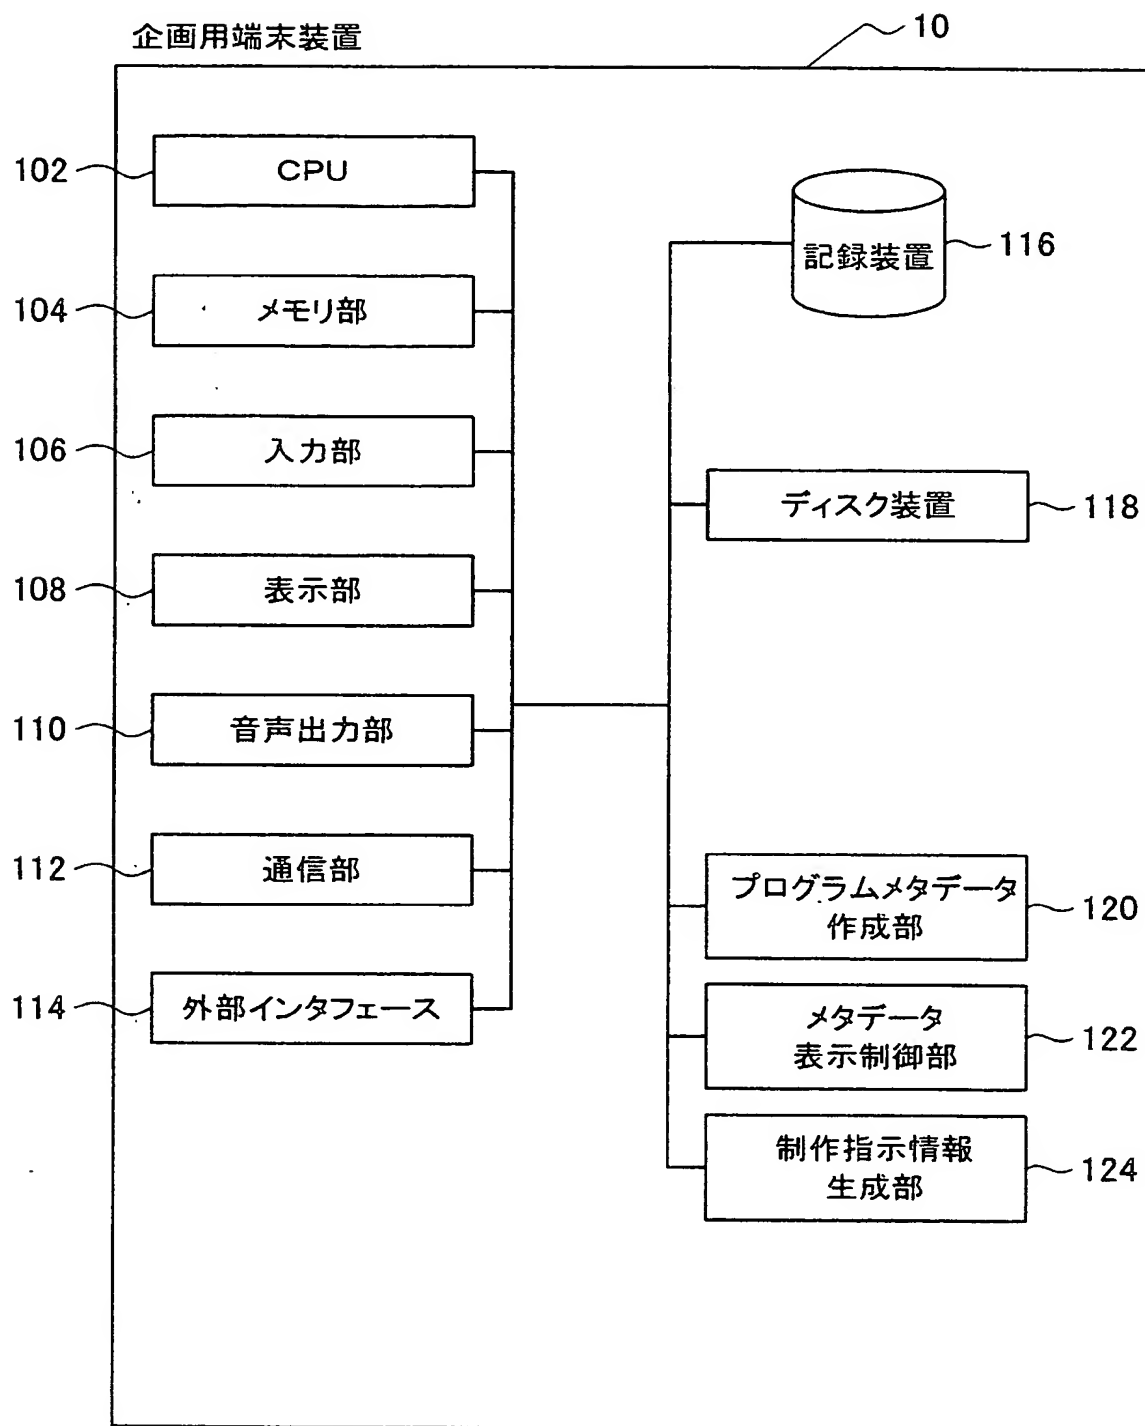 企画用端末装置
10
102
CPU
104
メモリ部
106
入力部
108
表示部
110
音声出力部
112
通信部
114
外部インタフェース
記録装置
116
ディスク装置
118
プログラムメタデータ
作成部
120
メタデータ
表示制御部
122
制作指示情報
生成部
124